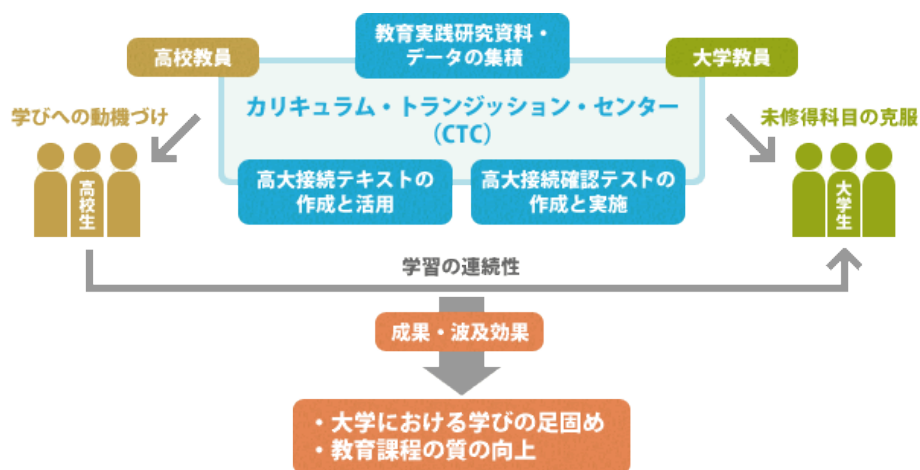 教育実践研究資料・
データの集積
高校教員
大学教員
カリキュラム・トランジッション・センター
(CTC)
学びへの動機づけ
未修得科目の克服
高大接続テキストの
作成と活用
高大接続確認テストの
作成と実施
高校生
大学生
学習の連続性
成果・波及効果
・大学における学びの足固め
・教育課程の質の向上